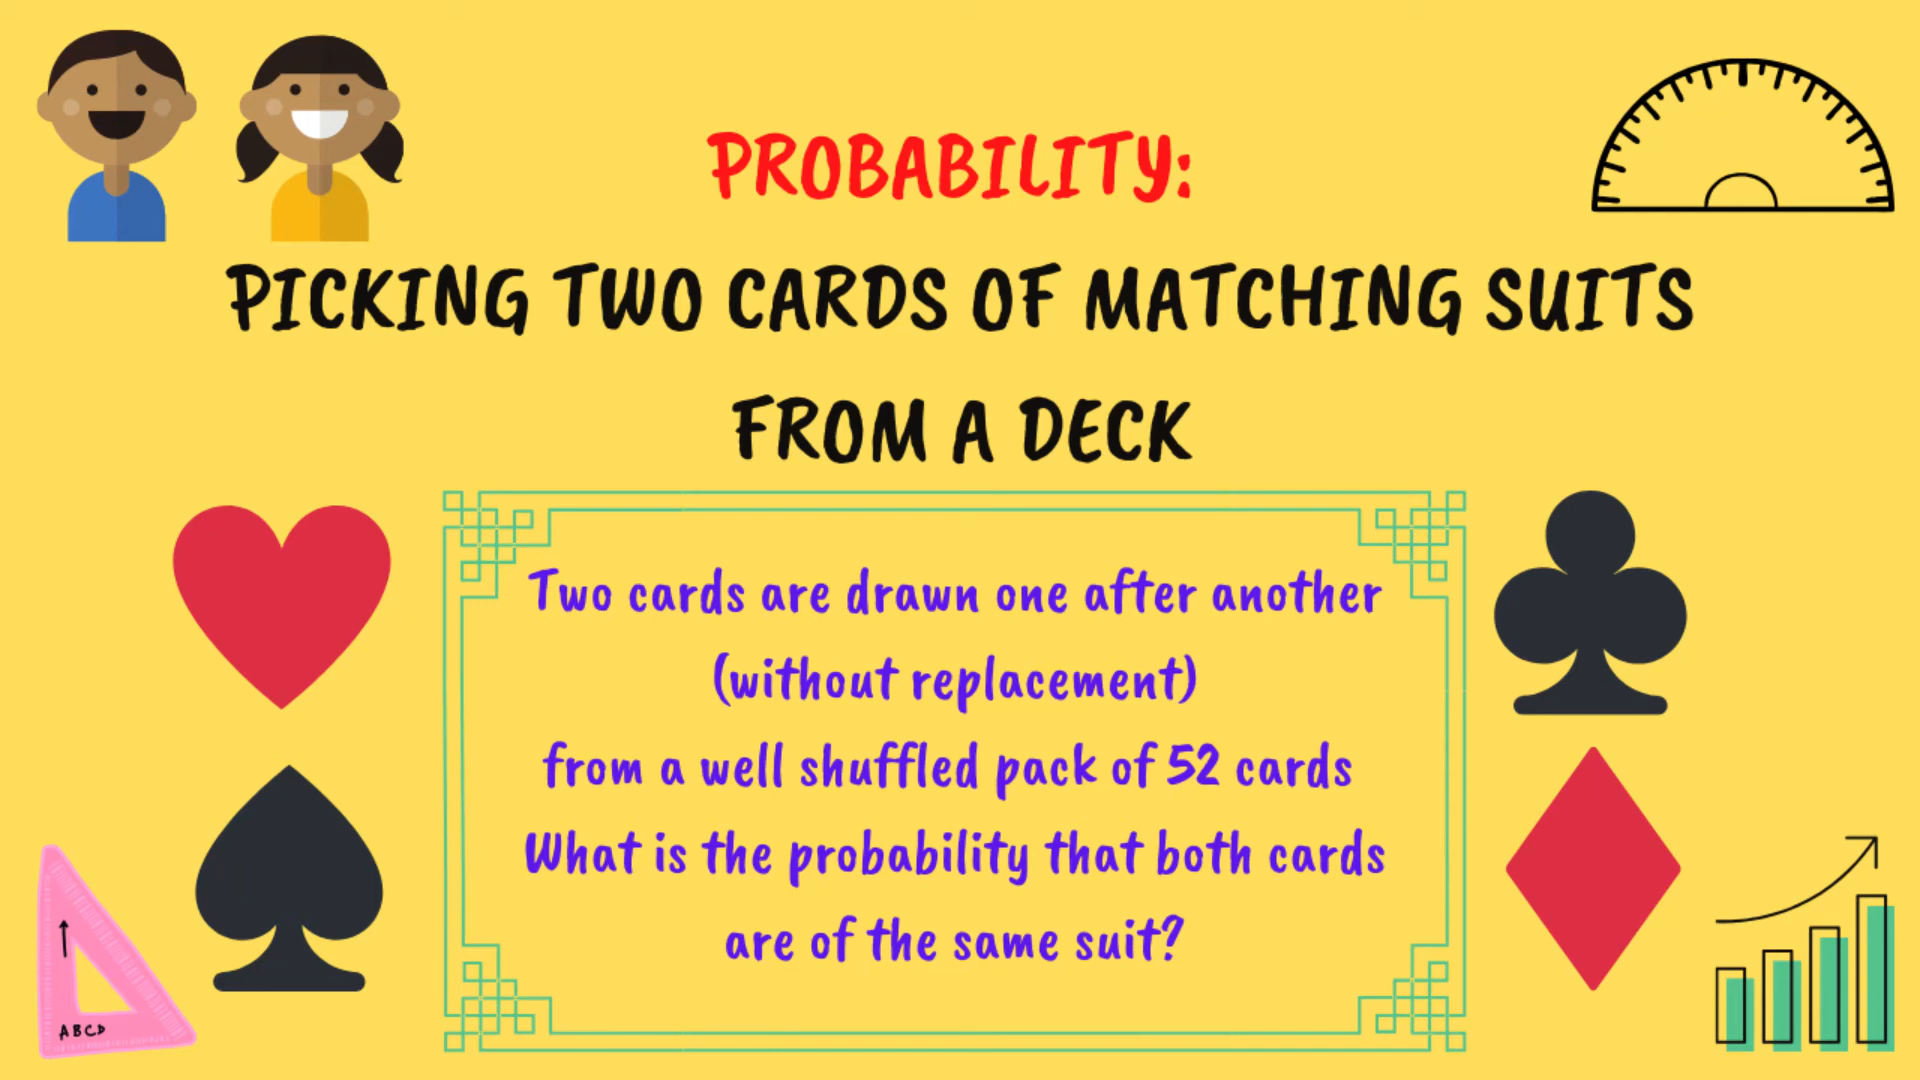 PROBABILITY:
PICKING TWO CARDS OF MATCHING SUITS
FROM A DECK
Two cards are drawn one after another
(without replacement)
from a well shuffled pack of 52 cards
What is the probability that both cards
are of the same suit?
ABCD